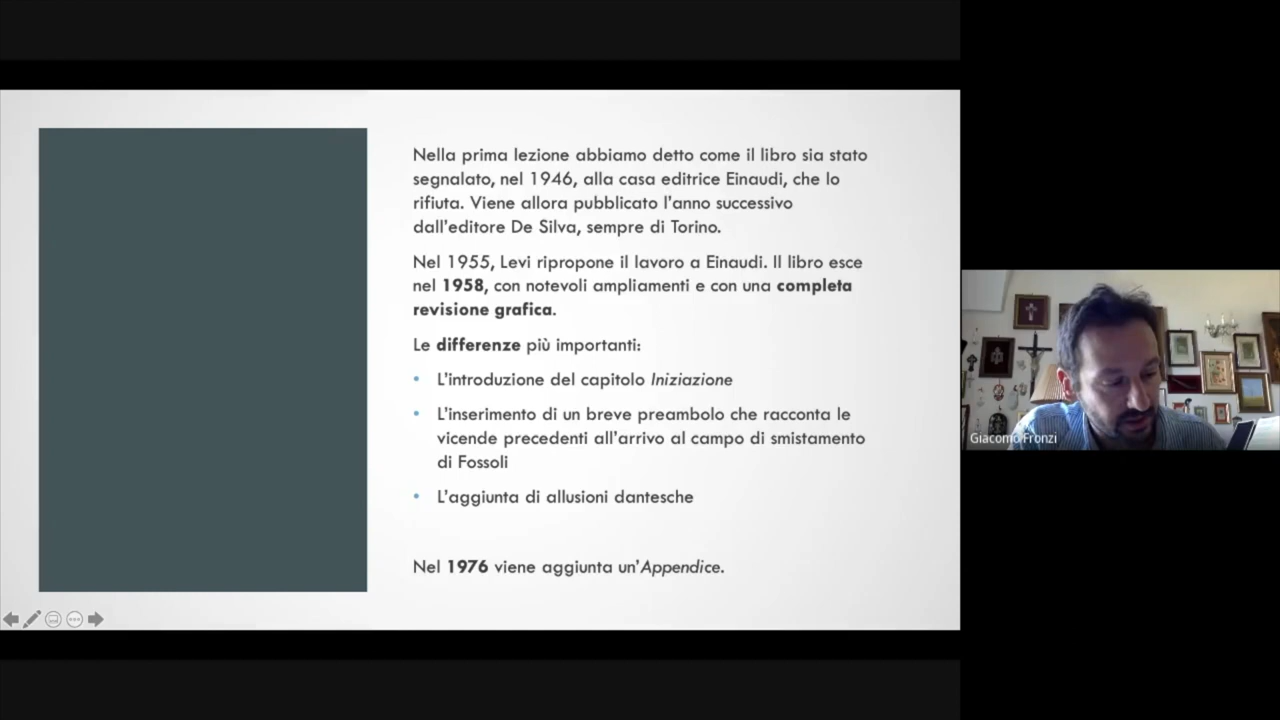 Nella prima lezione abbiamo detto come il libro sia stato
segnalato, nel 1946, alla casa editrice Einaudi, che lo
rifiuta. Viene allora pubblicato l'anno successivo
dall'editore De Silva, sempre di Torino.
Nel 1955, Levi ripropone il lavoro a Einaudi. Il libro esce
nel 1958, con notevoli ampliamenti e con una completa
revisione grafica.
Le differenze più importanti:
• L'introduzione del capitolo Iniziazione
• L'inserimento di un breve preambolo che racconta le
vicende precedenti all'arrivo al campo di smistamento
di Fossoli
• L'aggiunta di allusioni dantesche
Nel 1976 viene aggiunta un'Appendice.
Giacomo Fronzi